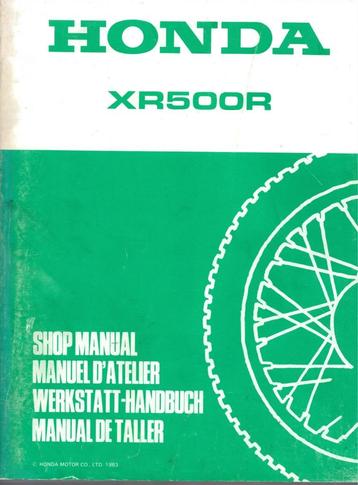 HONDA
XR500R
SHOP MANUAL
MANUEL D'ATELIER
WERKSTATT-HANDBUCH
MANUAL DE TALLER
© HONDA MOTOR CO., LTD. 1983